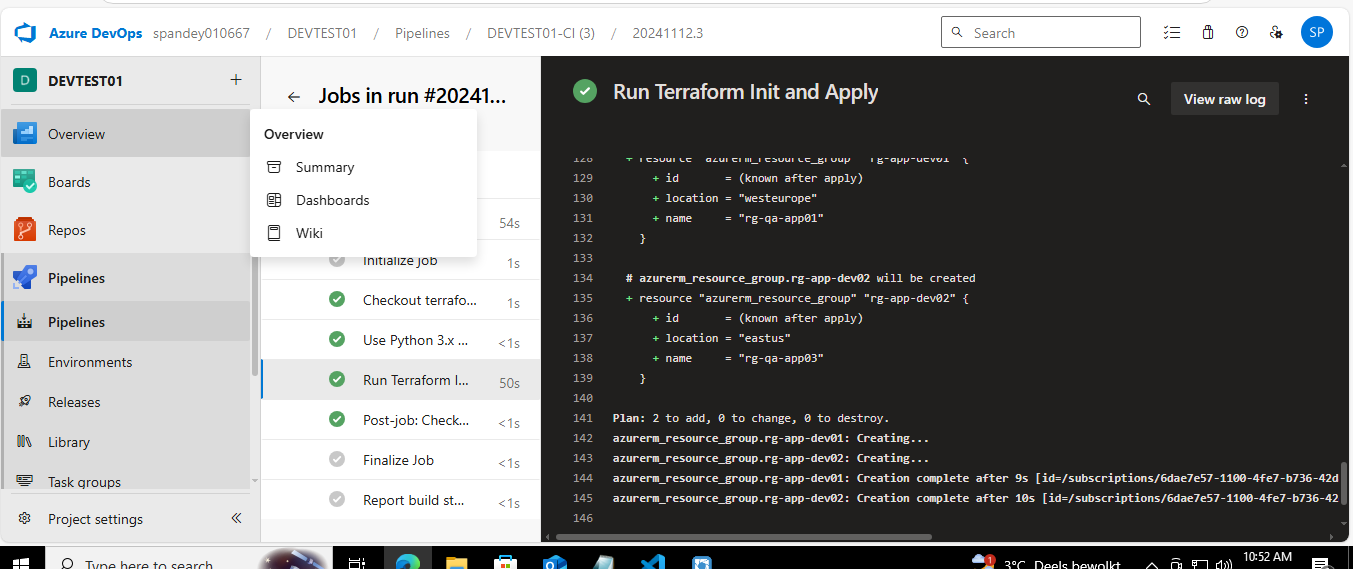 Azure DevOps spandey010667 / DEVTEST01 / Pipelines / DEVTEST01-CI (3) / 20241112.3
Search
SP
D DEVTEST01 +
Overview
Boards
Repos
Pipelines
Pipelines
Environments
Releases
Library
Task groups
Project settings
Jobs in run #20241...
Overview
Summary
Dashboards
Wiki
54s
Initialize job 1s
Checkout terrafo... 1s
Use Python 3.x ... <1s
Run Terraform I... 50s
Post-job: Check... <1s
Finalize Job <1s
Report build st... <1s
Run Terraform Init and Apply
View raw log
128 + resource "azurerm_resource_group" "rg-app-dev01" {
129 + id = (known after apply)
130 + location = "westeurope"
131 + name = "rg-qa-app01"
132 }
133
134 # azurerm_resource_group.rg-app-dev02 will be created
135 + resource "azurerm_resource_group" "rg-app-dev02" {
136 + id = (known after apply)
137 + location = "eastus"
138 + name = "rg-qa-app03"
139 }
140
141 Plan: 2 to add, 0 to change, 0 to destroy.
142 azurerm_resource_group.rg-app-dev01: Creating...
143 azurerm_resource_group.rg-app-dev02: Creating...
144 azurerm_resource_group.rg-app-dev01: Creation complete after 9s [id=/subscriptions/6dae7e57-1100-4fe7-b736-42d
145 azurerm_resource_group.rg-app-dev02: Creation complete after 10s [id=/subscriptions/6dae7e57-1100-4fe7-b736-42
146
Type here to search
1
3°C Deels bewolkt
10:52 AM